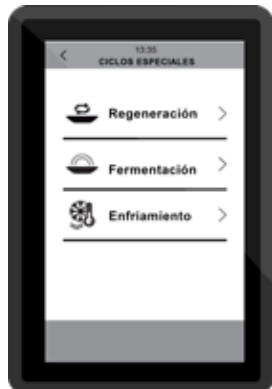 13:35
CICLOS ESPECIALES
Regeneración
Fermentación
Enfriamiento